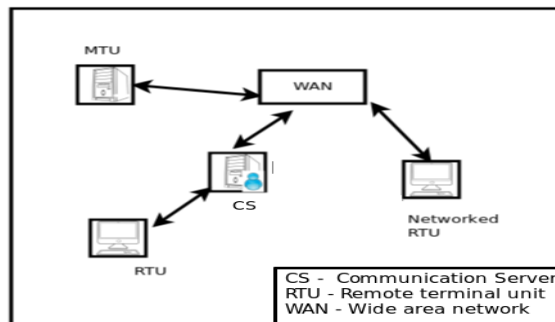 MTU
WAN
CS
Networked
RTU
RTU
CS - Communication Server
RTU - Remote terminal unit
WAN - Wide area network